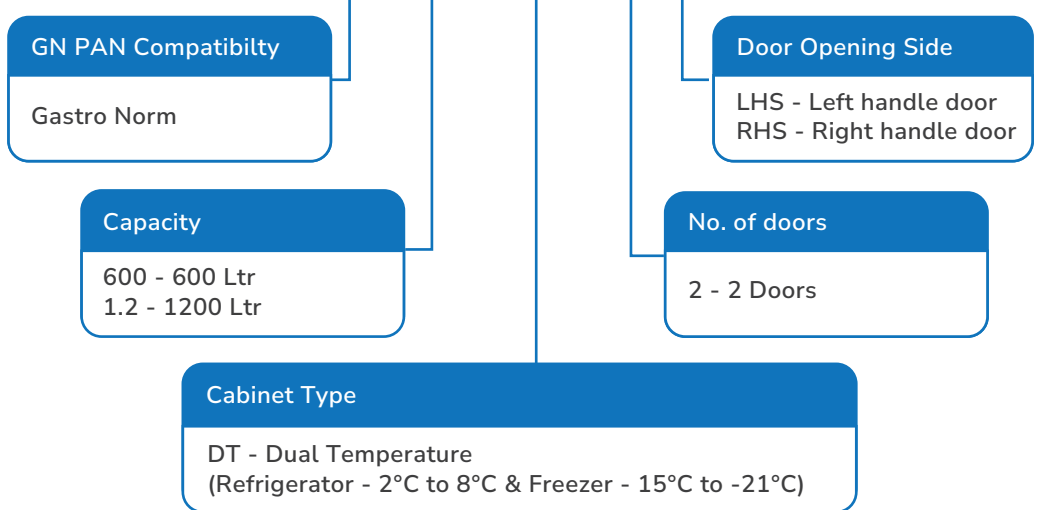 GN PAN Compatibilty
Gastro Norm
Door Opening Side
LHS - Left handle door
RHS - Right handle door
Capacity
600 - 600 Ltr
1.2 - 1200 Ltr
No. of doors
2 - 2 Doors
Cabinet Type
DT - Dual Temperature
(Refrigerator - 2°C to 8°C & Freezer - 15°C to -21°C)